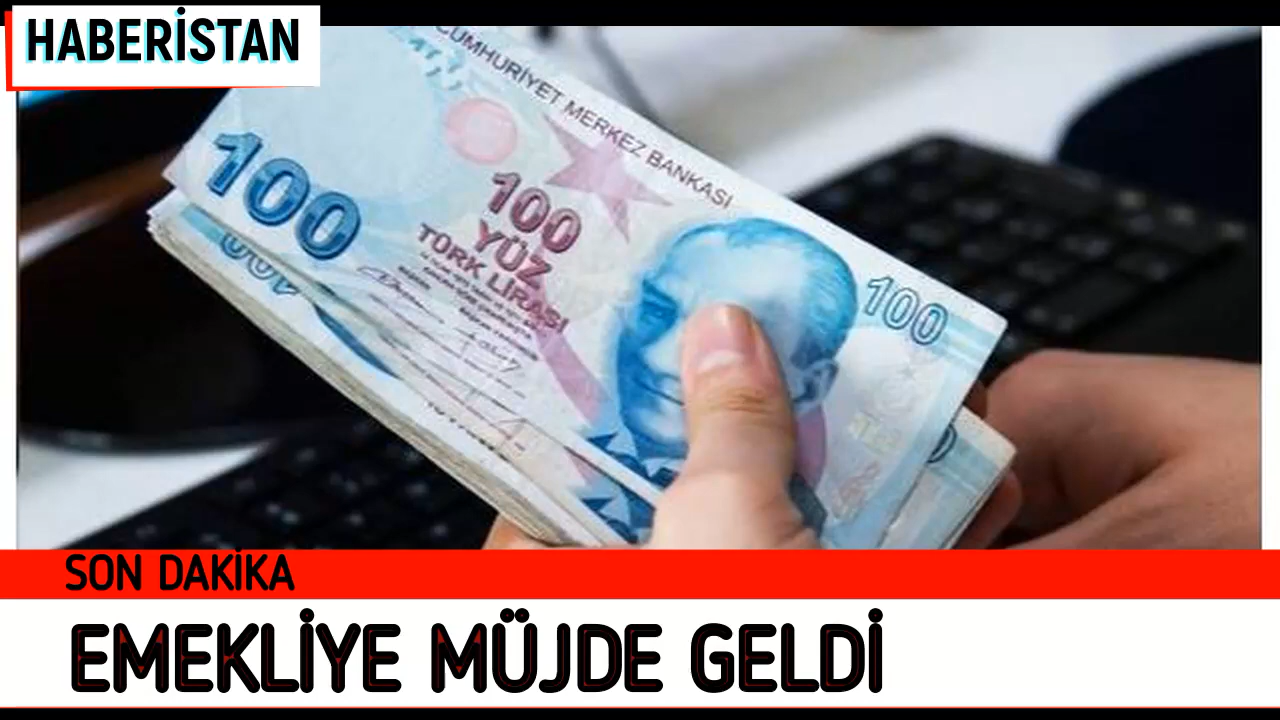 HABERİSTAN
CUMHURİYET MERKEZ BANKASI
100
100
YÜZ
TÜRK LİRASI
100
100
SON DAKİKA
EMEKLİYE MÜJDE GELDİ